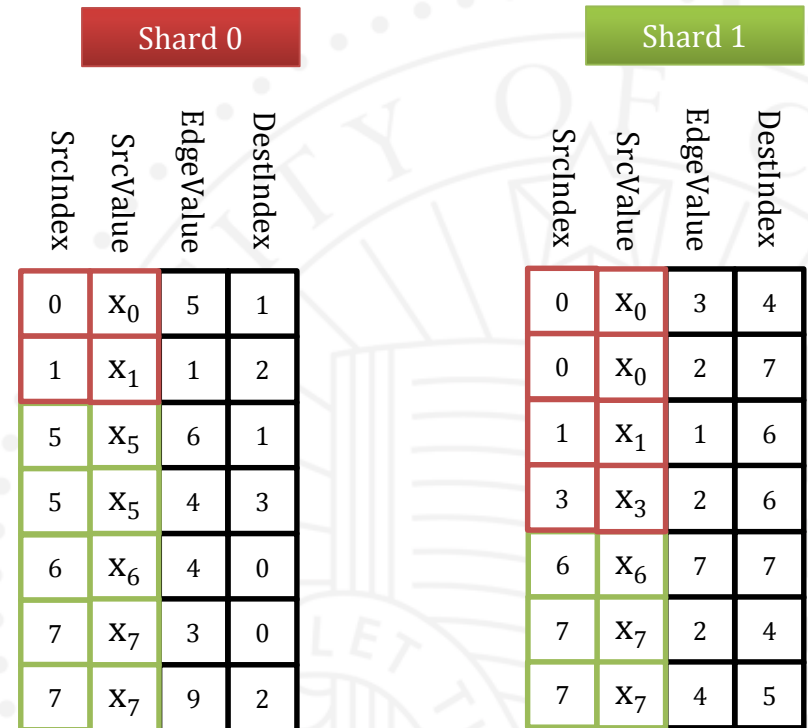 Shard 0
SrcIndex SrcValue EdgeValue DestIndex
0 x₀ 5 1
1 x₁ 1 2
5 x₅ 6 1
5 x₅ 4 3
6 x₆ 4 0
7 x₇ 3 0
7 x₇ 9 2
Shard 1
SrcIndex SrcValue EdgeValue DestIndex
0 x₀ 3 4
0 x₀ 2 7
1 x₁ 1 6
3 x₃ 2 6
6 x₆ 7 7
7 x₇ 2 4
7 x₇ 4 5